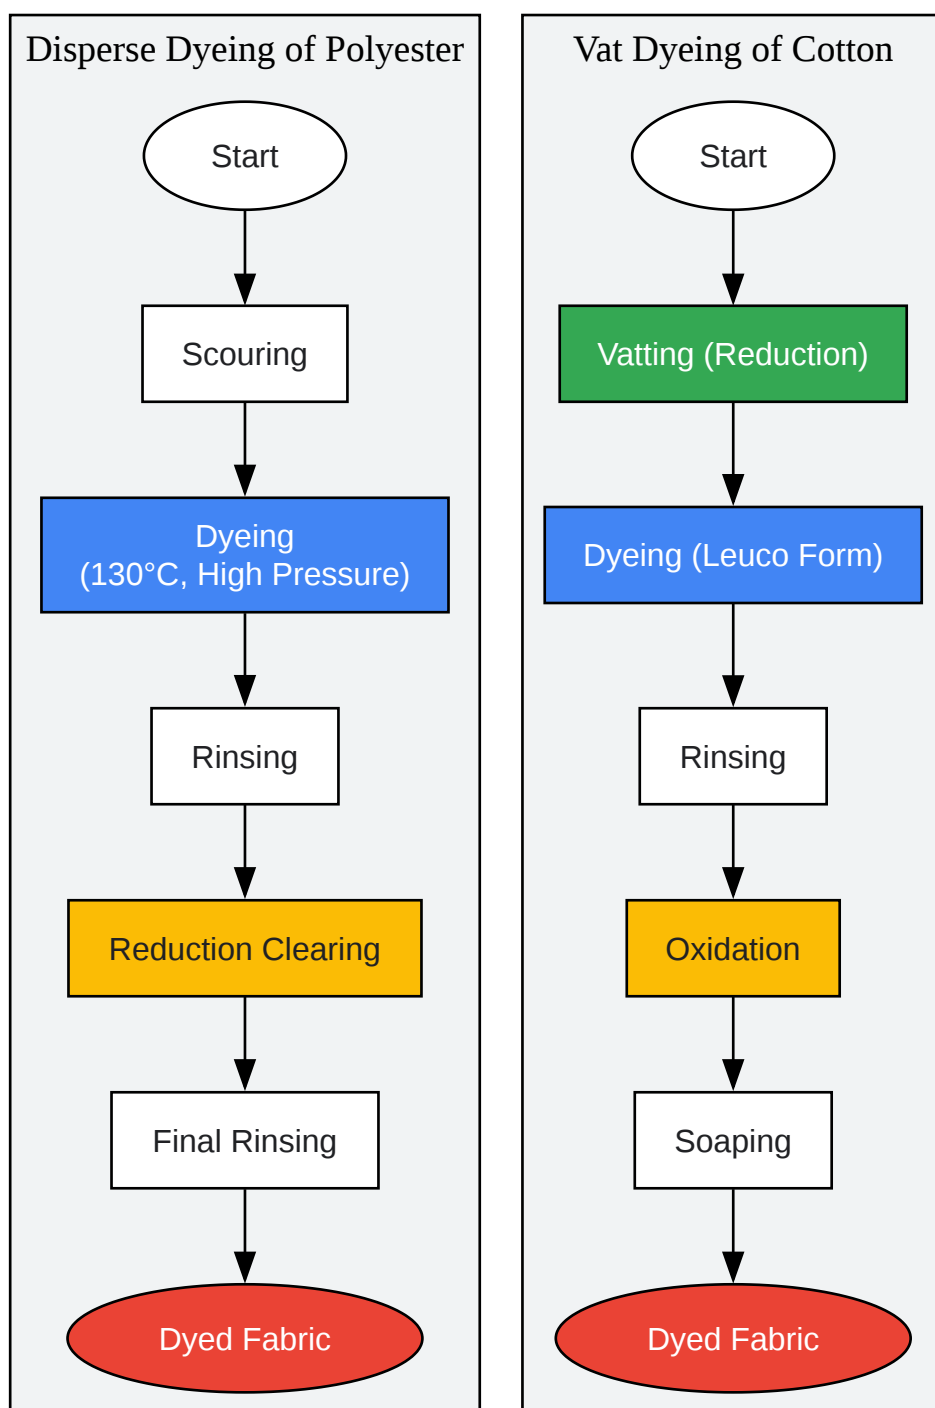 Disperse Dyeing of Polyester
Start
Scouring
Dyeing
(130°C, High Pressure)
Rinsing
Reduction Clearing
Final Rinsing
Dyed Fabric
Vat Dyeing of Cotton
Start
Vatting (Reduction)
Dyeing (Leuco Form)
Rinsing
Oxidation
Soaping
Dyed Fabric